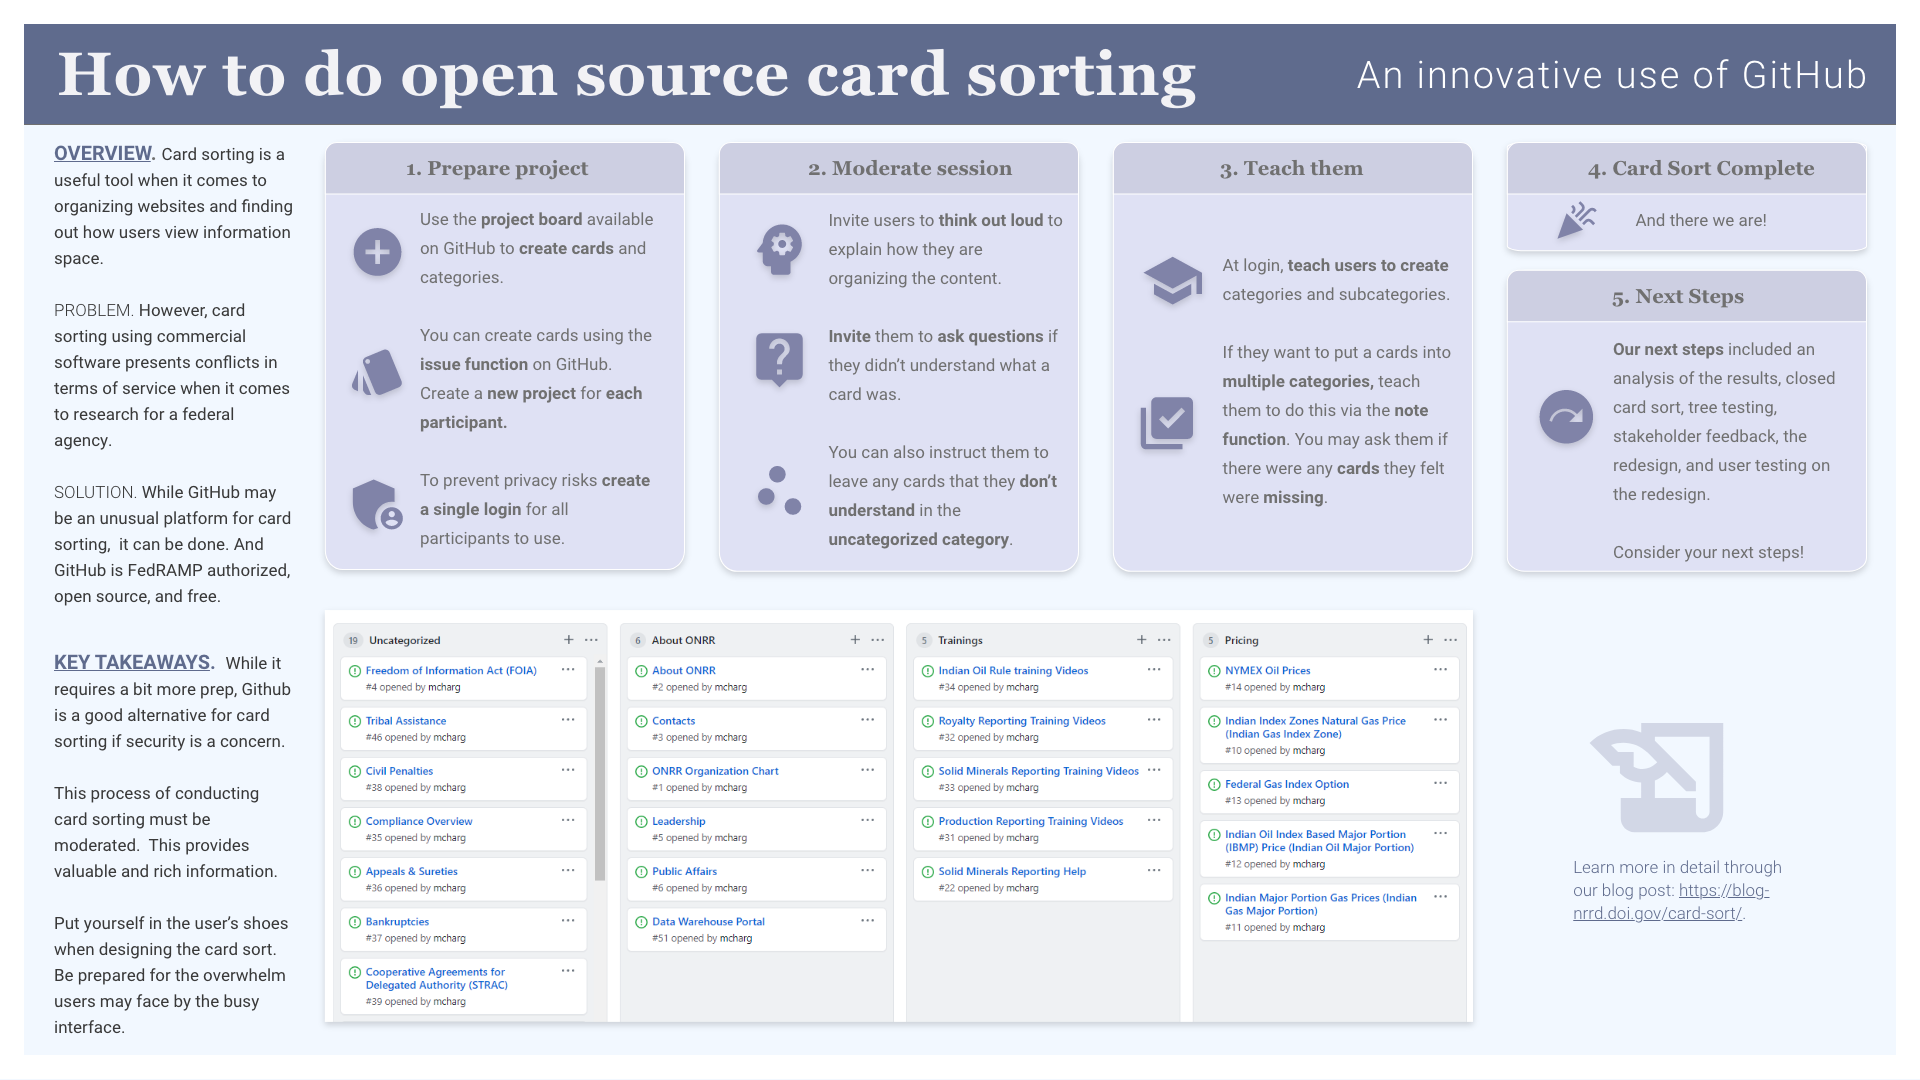 How to do open source card sorting
An innovative use of GitHub
OVERVIEW. Card sorting is a
useful tool when it comes to
organizing websites and finding
out how users view information
space.
PROBLEM. However, card
sorting using commercial
software presents conflicts in
terms of service when it comes
to research for a federal
agency.
SOLUTION. While GitHub may
be an unusual platform for card
sorting,  it can be done. And
GitHub is FedRAMP authorized,
open source, and free.
KEY TAKEAWAYS.  While it
requires a bit more prep, Github
is a good alternative for card
sorting if security is a concern.
This process of conducting
card sorting must be
moderated.  This provides
valuable and rich information.
Put yourself in the user’s shoes
when designing the card sort.
Be prepared for the overwhelm
users may face by the busy
interface.
1. Prepare project
Use the project board available
on GitHub to create cards and
categories.
You can create cards using the
issue function on GitHub.
Create a new project for each
participant.
To prevent privacy risks create
a single login for all
participants to use.
2. Moderate session
Invite users to think out loud to
explain how they are
organizing the content.
Invite them to ask questions if
they didn’t understand what a
card was.
You can also instruct them to
leave any cards that they don’t
understand in the
uncategorized category.
3. Teach them
At login, teach users to create
categories and subcategories.
If they want to put a cards into
multiple categories, teach
them to do this via the note
function. You may ask them if
there were any cards they felt
were missing.
4. Card Sort Complete
And there we are!
5. Next Steps
Our next steps included an
analysis of the results, closed
card sort, tree testing,
stakeholder feedback, the
redesign, and user testing on
the redesign.
Consider your next steps!
19 Uncategorized
Freedom of Information Act (FOIA)
#4 opened by mcharg
Tribal Assistance
#46 opened by mcharg
Civil Penalties
#38 opened by mcharg
Compliance Overview
#35 opened by mcharg
Appeals & Sureties
#36 opened by mcharg
Bankruptcies
#37 opened by mcharg
Cooperative Agreements for
Delegated Authority (STRAC)
#39 opened by mcharg
6 About ONRR
About ONRR
#2 opened by mcharg
Contacts
#3 opened by mcharg
ONRR Organization Chart
#1 opened by mcharg
Leadership
#5 opened by mcharg
Public Affairs
#6 opened by mcharg
Data Warehouse Portal
#51 opened by mcharg
5 Trainings
Indian Oil Rule training Videos
#34 opened by mcharg
Royalty Reporting Training Videos
#32 opened by mcharg
Solid Minerals Reporting Training Videos
#33 opened by mcharg
Production Reporting Training Videos
#31 opened by mcharg
Solid Minerals Reporting Help
#22 opened by mcharg
5 Pricing
NYMEX Oil Prices
#14 opened by mcharg
Indian Index Zones Natural Gas Price
(Indian Gas Index Zone)
#10 opened by mcharg
Federal Gas Index Option
#13 opened by mcharg
Indian Oil Index Based Major Portion
(IBMP) Price (Indian Oil Major Portion)
#12 opened by mcharg
Indian Major Portion Gas Prices (Indian
Gas Major Portion)
#11 opened by mcharg
Learn more in detail through
our blog post: https://blog-
nrrd.doi.gov/card-sort/.